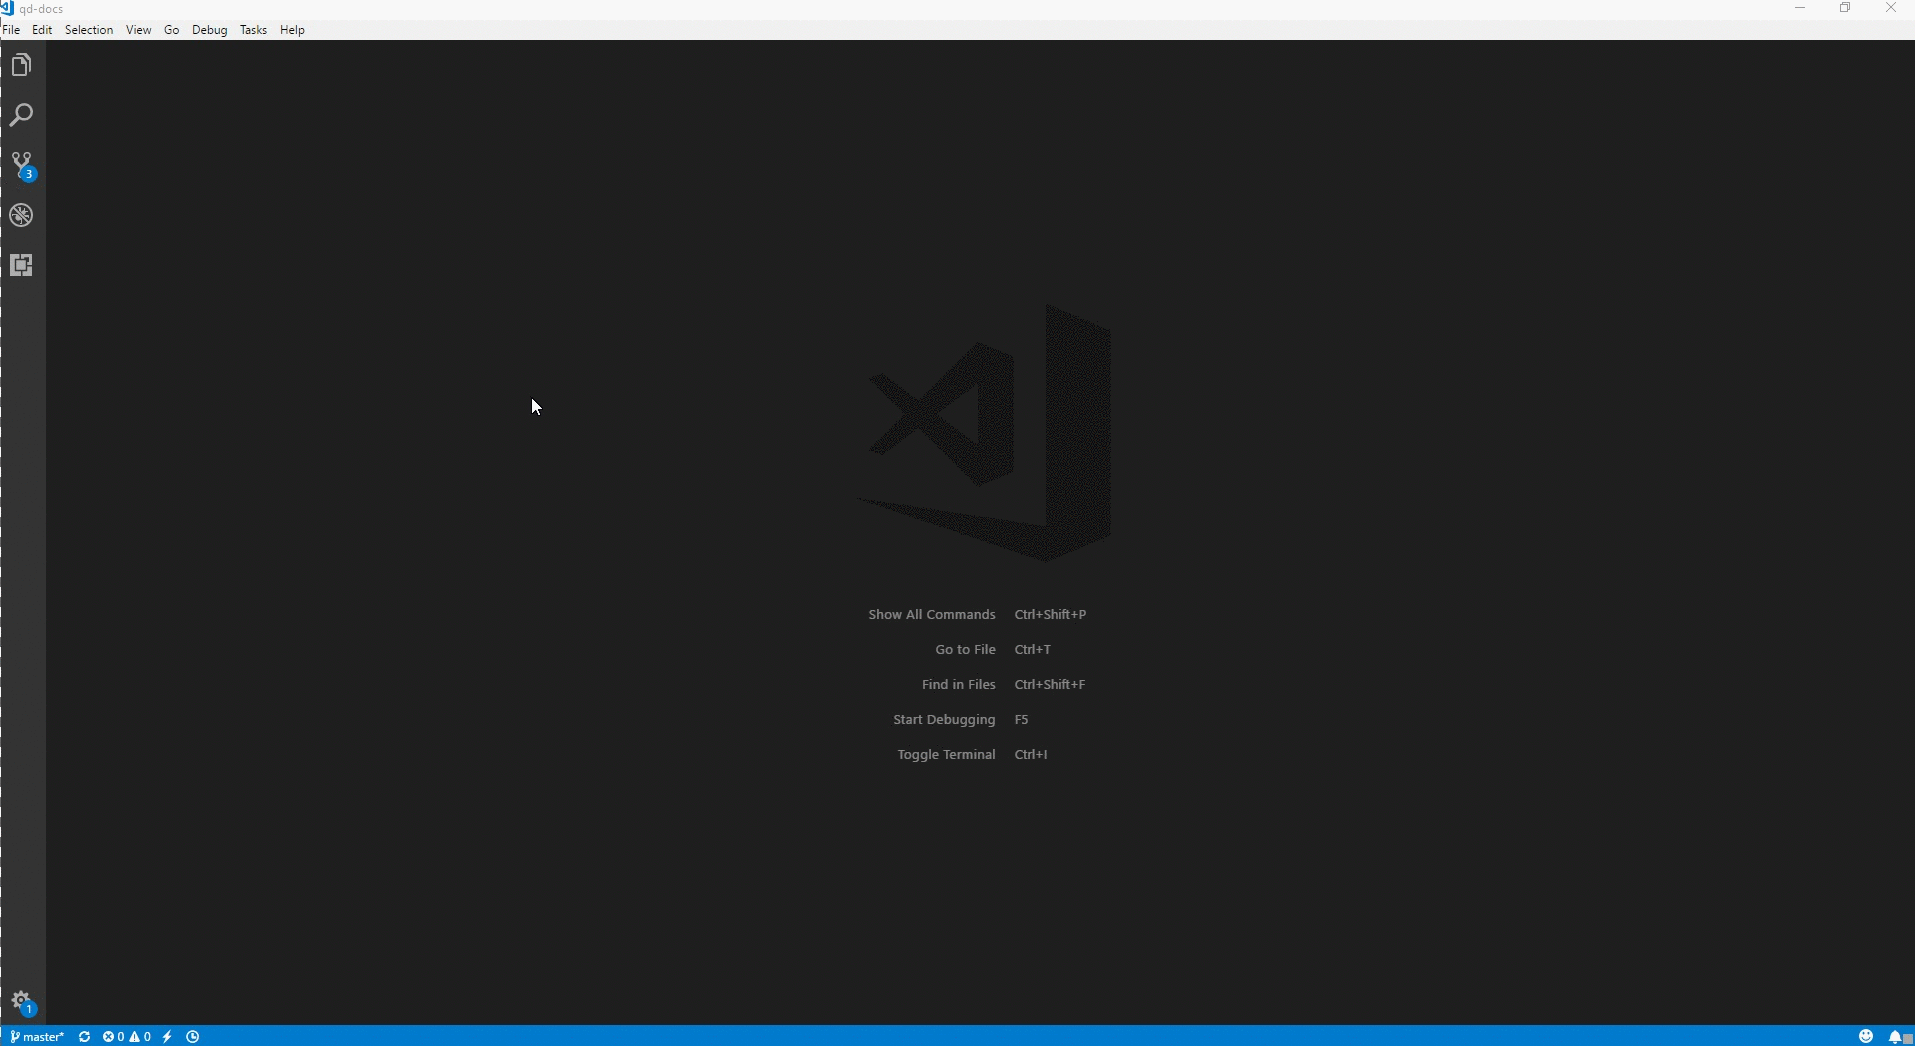 qd-docs
File Edit Selection View Go Debug Tasks Help
3
Show All Commands Ctrl+Shift+P
Go to File Ctrl+T
Find in Files Ctrl+Shift+F
Start Debugging F5
Toggle Terminal Ctrl+I
1
master* 0 0